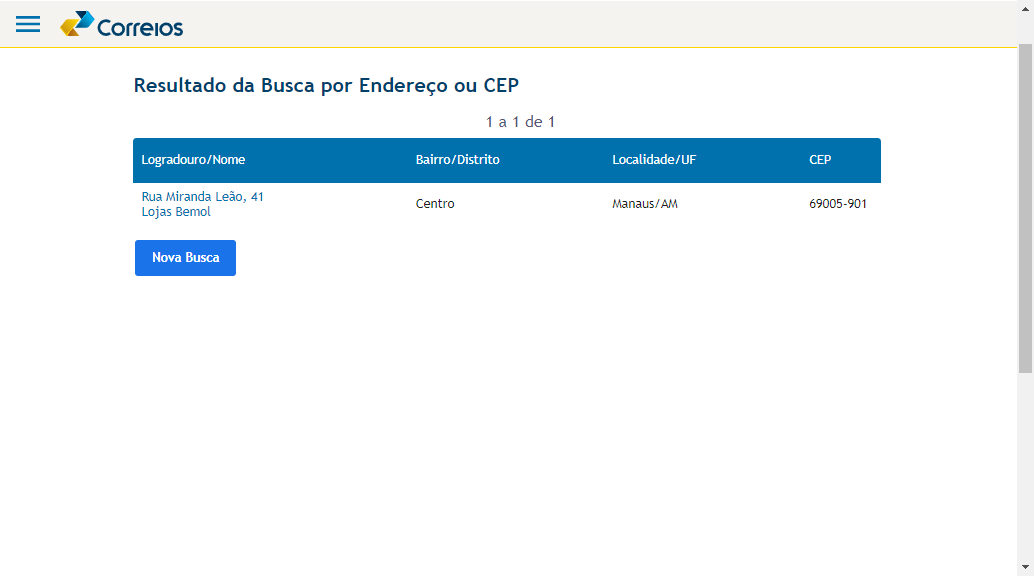 Correios
Resultado da Busca por Endereço ou CEP
1 a 1 de 1
Logradouro/Nome Bairro/Distrito Localidade/UF CEP
Rua Miranda Leão, 41
Lojas Bemol
Centro Manaus/AM 69005-901
Nova Busca